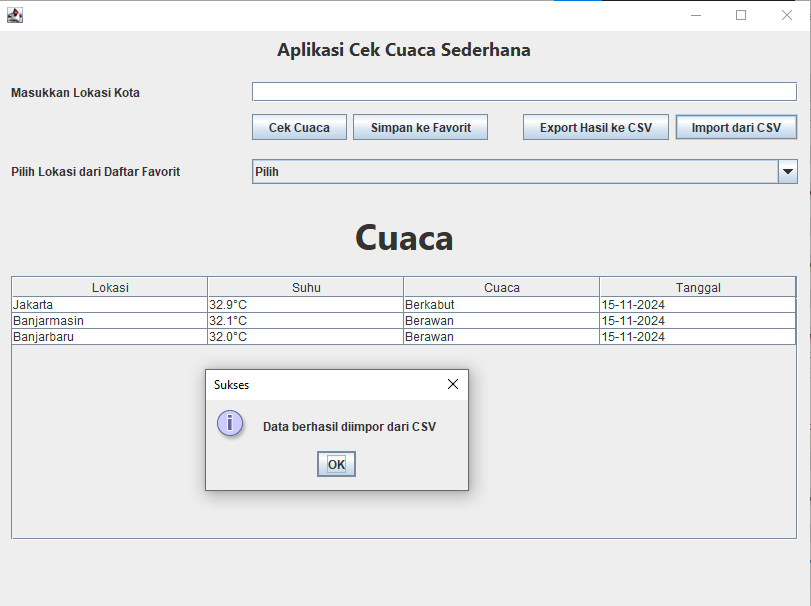 Aplikasi Cek Cuaca Sederhana
Masukkan Lokasi Kota
Cek Cuaca Simpan ke Favorit Export Hasil ke CSV Import dari CSV
Pilih Lokasi dari Daftar Favorit Pilih
Cuaca
Lokasi Suhu Cuaca Tanggal
Jakarta 32.9°C Berkabut 15-11-2024
Banjarmasin 32.1°C Berawan 15-11-2024
Banjarbaru 32.0°C Berawan 15-11-2024
Sukses
Data berhasil diimpor dari CSV
OK